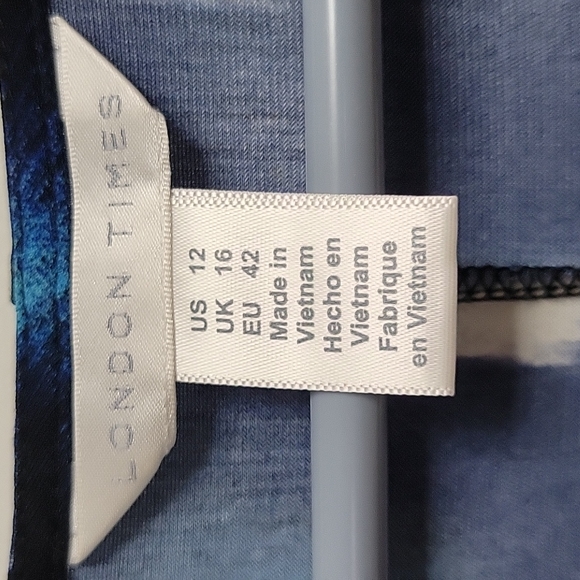 LONDON TIMES
US 12
UK 16
EU 42
Made in
Vietnam
Hecho en
Vietnam
Fabrique
en Vietnam